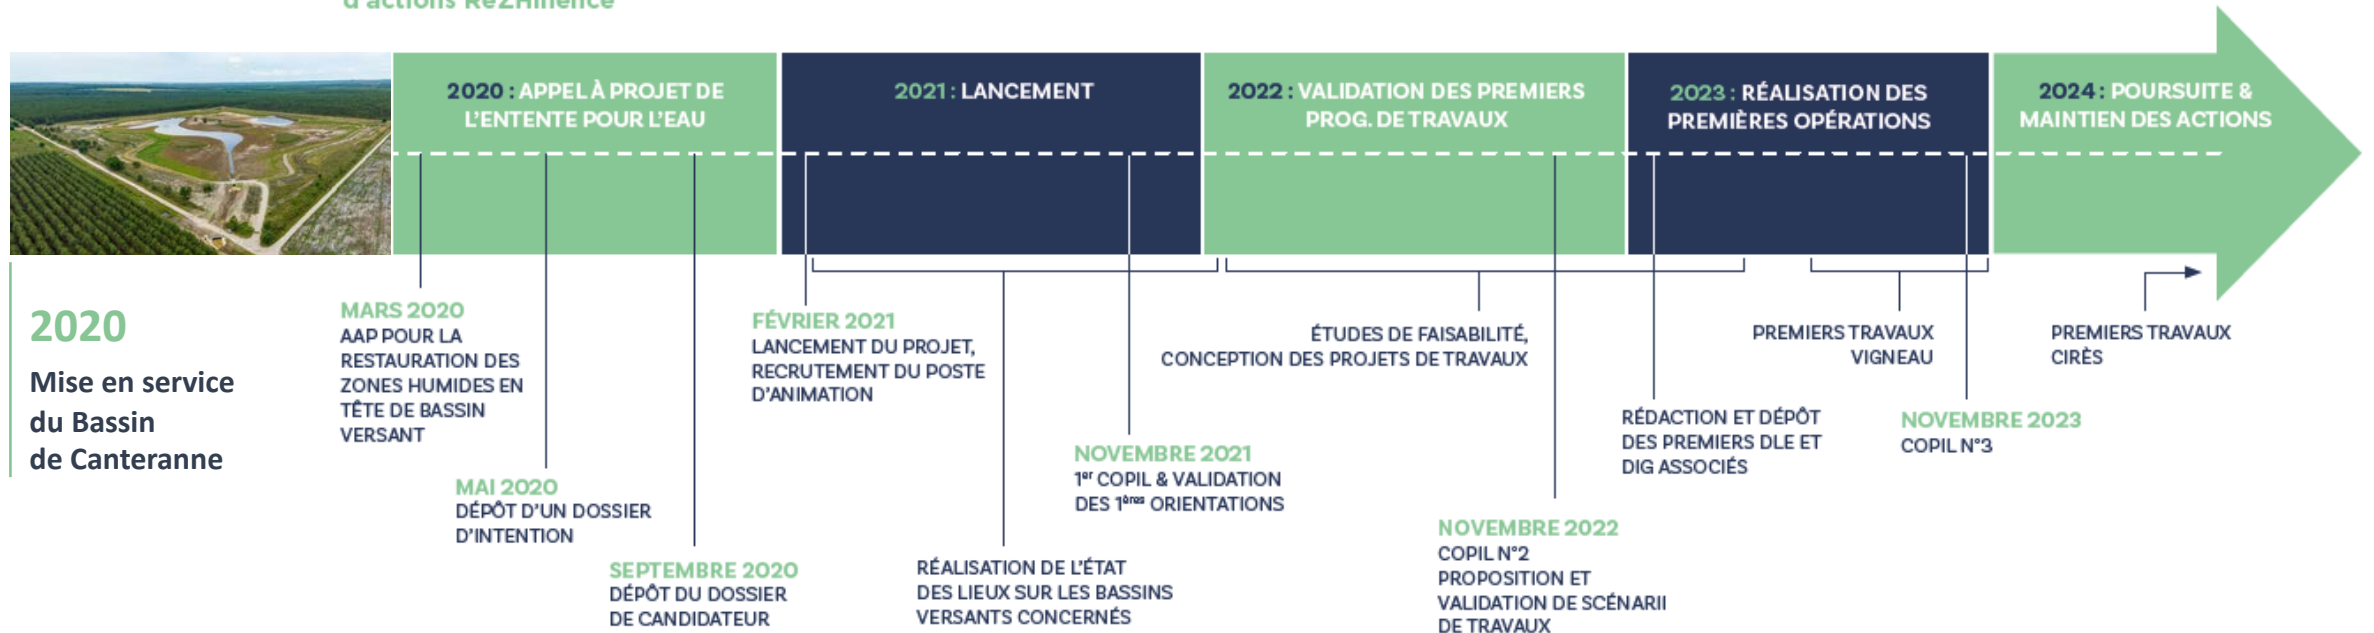 d'actions ReZHilience
2020 : APPEL À PROJET DE
L'ENTENTE POUR L'EAU
2021 : LANCEMENT
2022 : VALIDATION DES PREMIERS
PROG. DE TRAVAUX
2023 : RÉALISATION DES
PREMIÈRES OPÉRATIONS
2024 : POURSUITE &
MAINTIEN DES ACTIONS
2020
Mise en service
du Bassin
de Canteranne
MARS 2020
AAP POUR LA
RESTAURATION DES
ZONES HUMIDES EN
TÊTE DE BASSIN
VERSANT
MAI 2020
DÉPÔT D'UN DOSSIER
D'INTENTION
SEPTEMBRE 2020
DÉPÔT DU DOSSIER
DE CANDIDATEUR
FÉVRIER 2021
LANCEMENT DU PROJET,
RECRUTEMENT DU POSTE
D'ANIMATION
RÉALISATION DE L'ÉTAT
DES LIEUX SUR LES BASSINS
VERSANTS CONCERNÉS
NOVEMBRE 2021
1er COPIL & VALIDATION
DES 1ères ORIENTATIONS
ÉTUDES DE FAISABILITÉ,
CONCEPTION DES PROJETS DE TRAVAUX
NOVEMBRE 2022
COPIL N°2
PROPOSITION ET
VALIDATION DE SCÉNARII
DE TRAVAUX
RÉDACTION ET DÉPÔT
DES PREMIERS DLE ET
DIG ASSOCIÉS
PREMIERS TRAVAUX
VIGNEAU
NOVEMBRE 2023
COPIL N°3
PREMIERS TRAVAUX
CIRÈS